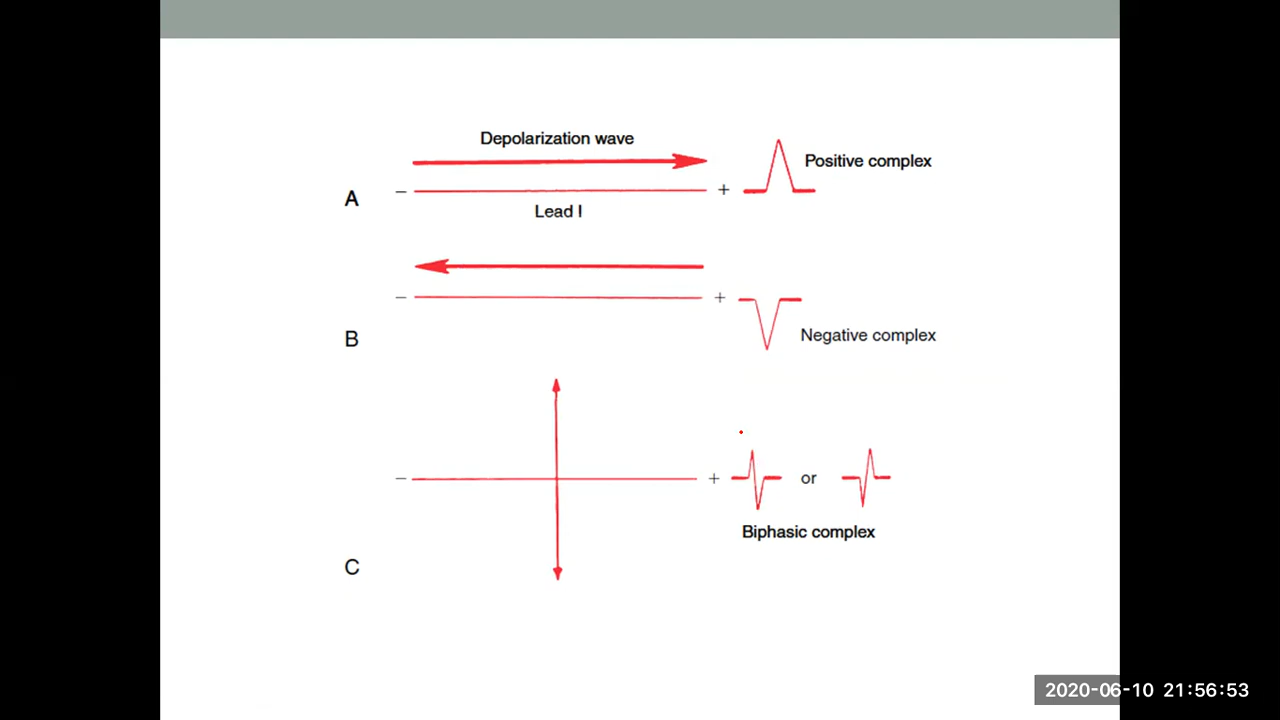 Depolarization wave
Positive complex
A
− +
Lead I
− +
B
Negative complex
− + or
Biphasic complex
C
2020-06-10 21:56:53